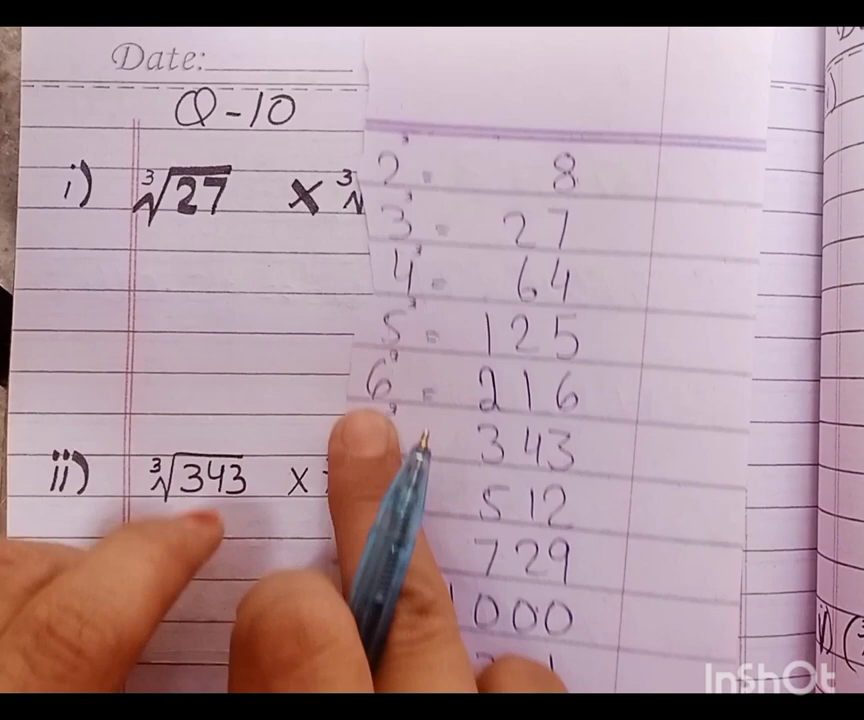 Date:
Q-10
i) ∛27 × ∛
ii) ∛343 ×
2³ = 8
3³ = 27
4³ = 64
5³ = 125
6³ = 216
343
512
729
1000
InShOt